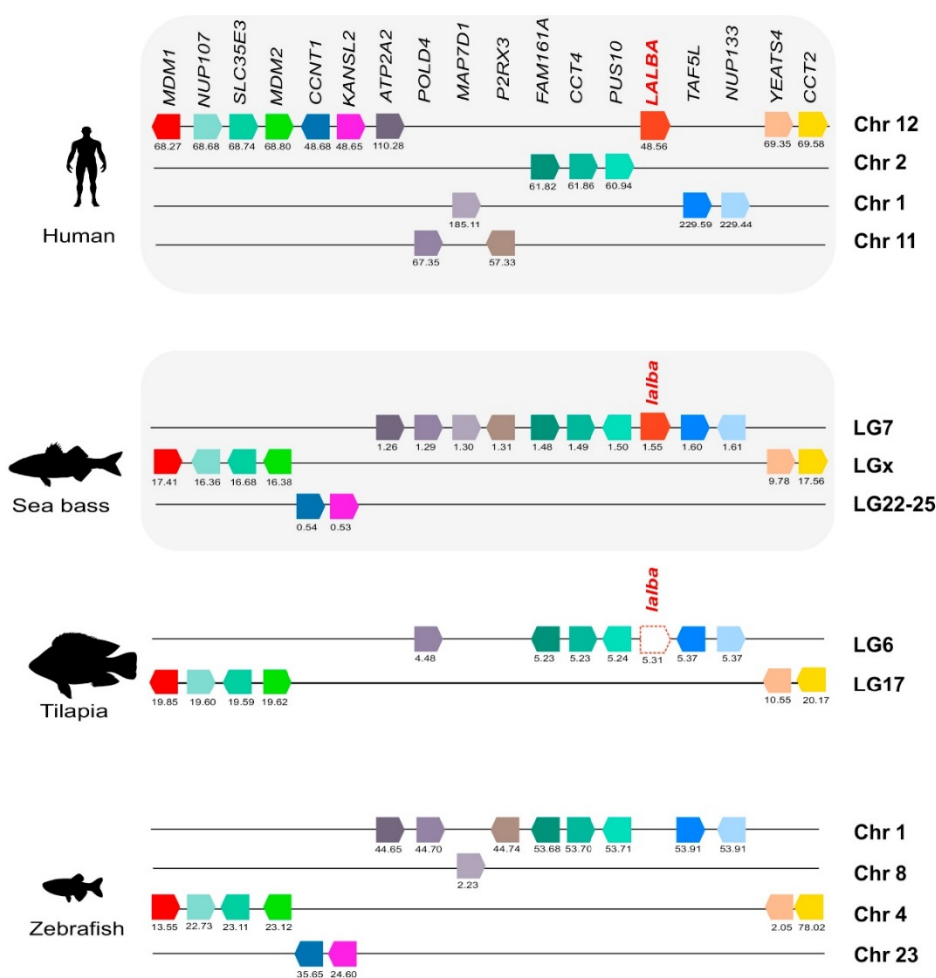 MDM1 NUP107 SLC35E3 MDM2 CCNT1 KANSL2 ATP2A2 POLD4 MAP7D1 P2RX3 FAM161A CCT4 PUS10 LALBA TAF5L NUP133 YEATS4 CCT2
Chr 12
68.27 68.68 68.74 68.80 48.68 48.65 110.28 48.56 69.35 69.58
Chr 2
61.82 61.86 60.94
Chr 1
185.11 229.59 229.44
Human
Chr 11
67.35 57.33
lalba
LG7
1.26 1.29 1.30 1.31 1.48 1.49 1.50 1.55 1.60 1.61
LGx
17.41 16.36 16.68 16.38 9.78 17.56
Sea bass
LG22-25
0.54 0.53
lalba
LG6
4.48 5.23 5.23 5.24 5.31 5.37 5.37
LG17
19.85 19.60 19.59 19.62 10.55 20.17
Tilapia
Chr 1
44.65 44.70 44.74 53.68 53.70 53.71 53.91 53.91
Chr 8
2.23
Chr 4
13.55 22.73 23.11 23.12 2.05 78.02
Zebrafish
Chr 23
35.65 24.60